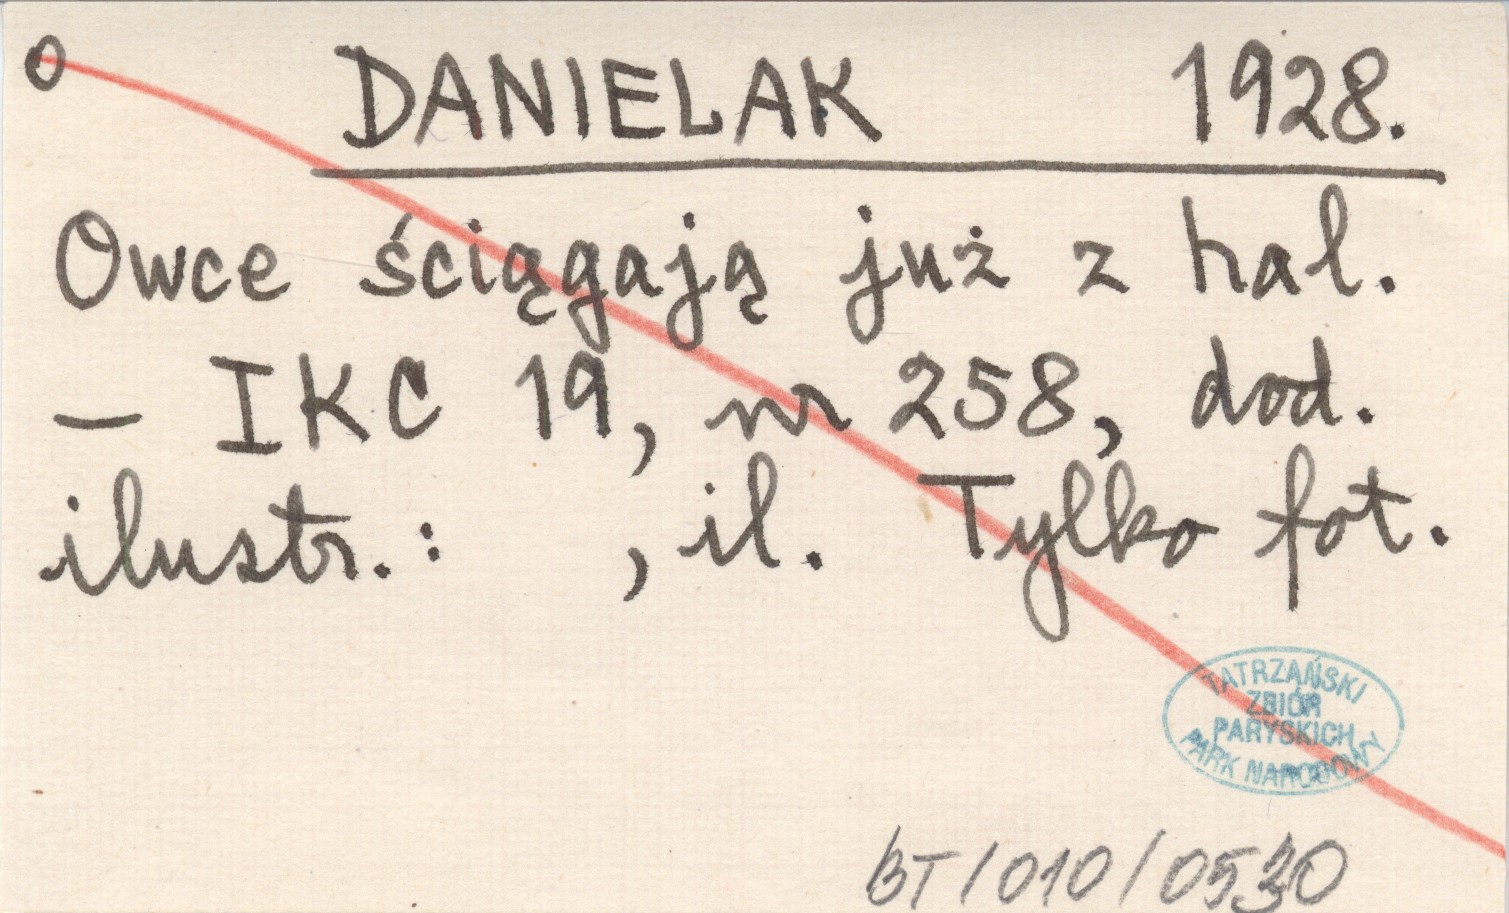 O DANIELAK 1928.
Owce ściągają już z hal.
– IKC 19, nr 258, dod.
ilustr.: , il. Tylko fot.
TATRZAŃSKI
ZBIÓR
PARYSKICH
PARK NARODOWY
BT/010/0530